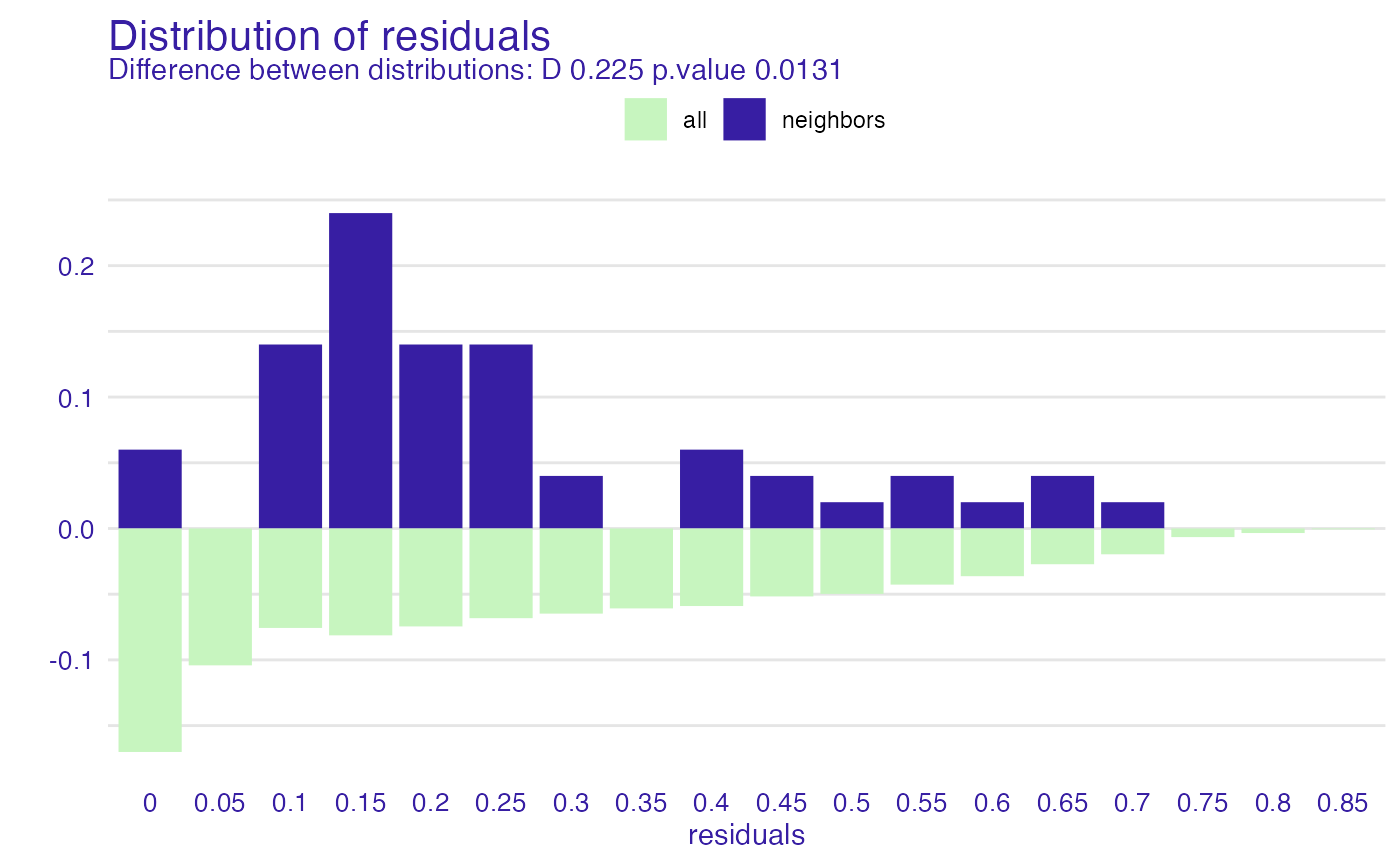 Distribution of residuals
Difference between distributions: D 0.225 p.value 0.0131
all neighbors
0.2
0.1
0.0
-0.1
0 0.05 0.1 0.15 0.2 0.25 0.3 0.35 0.4 0.45 0.5 0.55 0.6 0.65 0.7 0.75 0.8 0.85
residuals